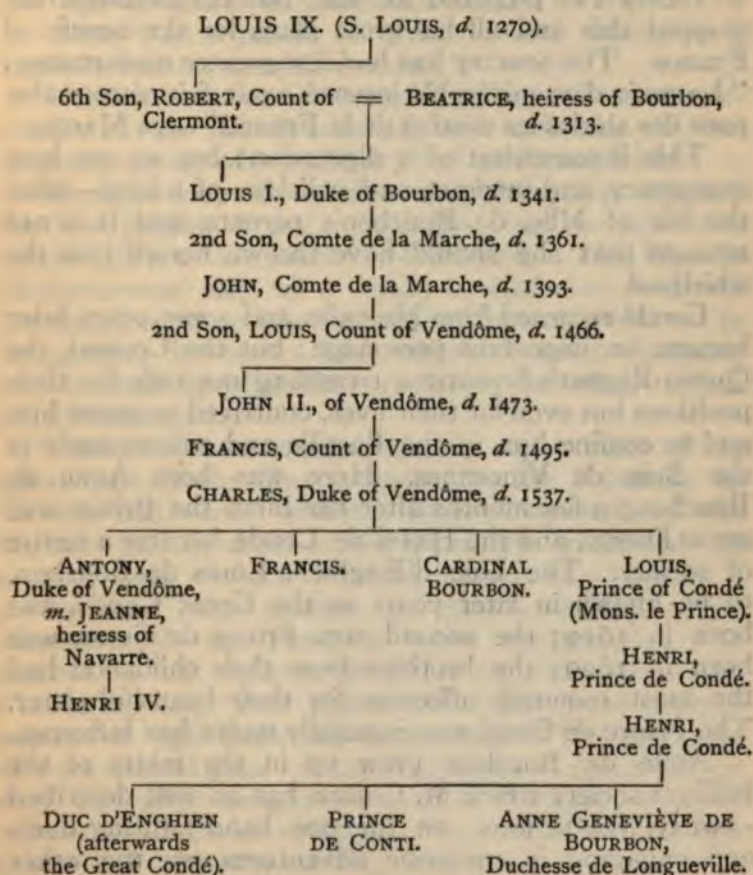 LOUIS IX. (S. LOUIS, d. 1270).
6th Son, ROBERT, Count of Clermont. = BEATRICE, heiress of Bourbon, d. 1313.
LOUIS I., Duke of Bourbon, d. 1341.
2nd Son, Comte de la Marche, d. 1361.
JOHN, Comte de la Marche, d. 1393.
2nd Son, LOUIS, Count of Vendôme, d. 1466.
JOHN II., of Vendôme, d. 1473.
FRANCIS, Count of Vendôme, d. 1495.
CHARLES, Duke of Vendôme, d. 1537.
ANTONY,
Duke of Vendôme,
m. JEANNE,
heiress of
Navarre.
HENRI IV.
FRANCIS.
CARDINAL
BOURBON.
LOUIS,
Prince of Condé
(Mons. le Prince).
HENRI,
Prince de Condé.
HENRI,
Prince de Condé.
DUC D'ENGHIEN
(afterwards
the Great Condé).
PRINCE
DE CONTI.
ANNE GENEVIÈVE DE
BOURBON,
Duchesse de Longueville.